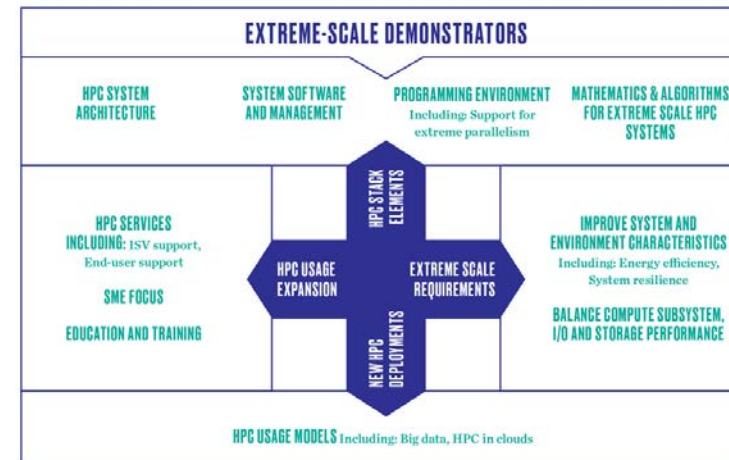 EXTREME-SCALE DEMONSTRATORS
HPC SYSTEM
ARCHITECTURE
SYSTEM SOFTWARE
AND MANAGEMENT
PROGRAMMING ENVIRONMENT
Including: Support for
extreme parallelism
MATHEMATICS & ALGORITHMS
FOR EXTREME SCALE HPC
SYSTEMS
HPC STACK
ELEMENTS
HPC SERVICES
INCLUDING: ISV support,
End-user support
SME FOCUS
EDUCATION AND TRAINING
HPC USAGE
EXPANSION
EXTREME SCALE
REQUIREMENTS
IMPROVE SYSTEM AND
ENVIRONMENT CHARACTERISTICS
Including: Energy efficiency,
System resilience
BALANCE COMPUTE SUBSYSTEM,
I/O AND STORAGE PERFORMANCE
NEW HPC
DEPLOYMENTS
HPC USAGE MODELS Including: Big data, HPC in clouds